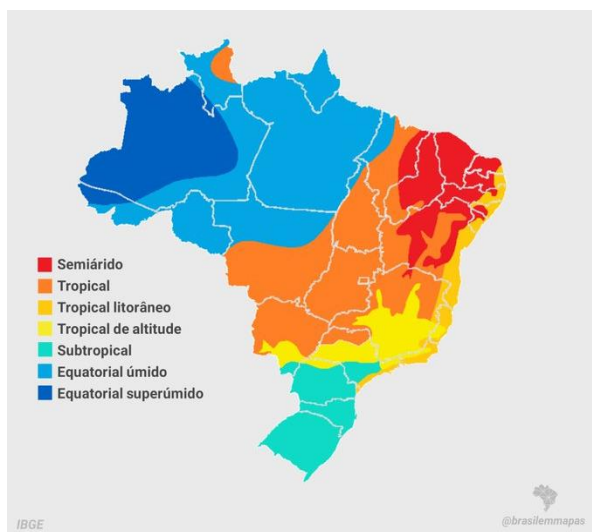 Semiárido
Tropical
Tropical litorâneo
Tropical de altitude
Subtropical
Equatorial úmido
Equatorial superúmido
IBGE
@brasilemmapas